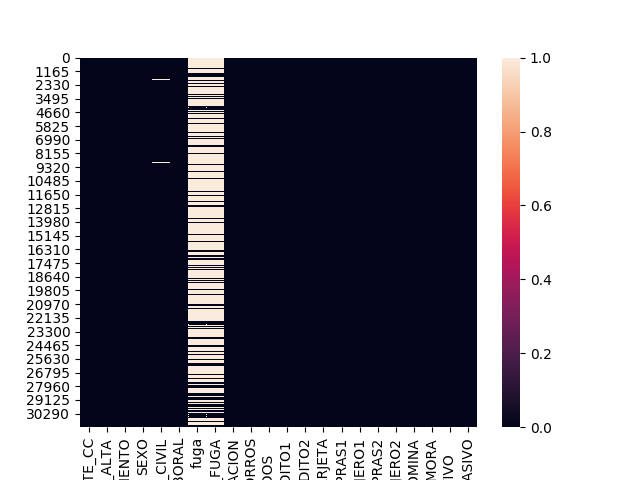 0
1165
2330
3495
4660
5825
6990
8155
9320
10485
11650
12815
13980
15145
16310
17475
18640
19805
20970
22135
23300
24465
25630
26795
27960
29125
30290
1.0
0.8
0.6
0.4
0.2
0.0
TE_CC
_ALTA
IENTO
SEXO
_CIVIL
BORAL
fuga
_FUGA
ACION
ORROS
DOS
DITO1
DITO2
RJETA
PRAS1
NERO1
PRAS2
NERO2
OMINA
MORA
IVO
ASIVO